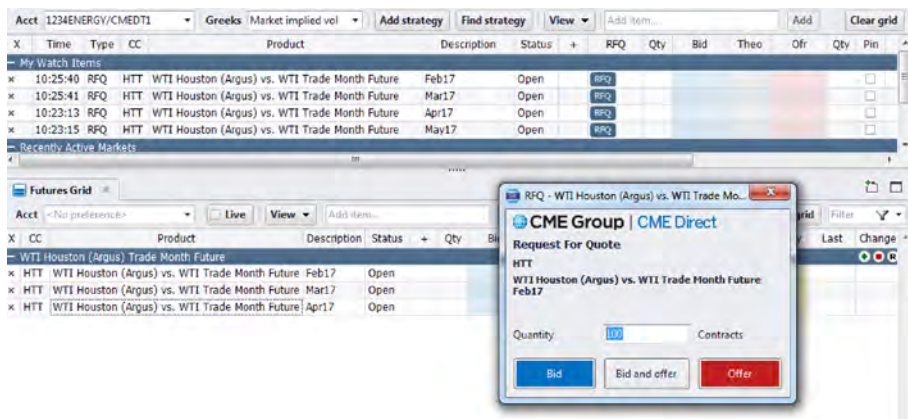 Acct 1234ENERGY/CMEDT1 Greeks Market implied vol Add strategy Find strategy View Add item... Add Clear grid
X Time Type CC Product Description Status + RFQ Qty Bid Theo Ofr Qty Pin
My Watch Items
x 10:25:40 RFQ HTT WTI Houston (Argus) vs. WTI Trade Month Future Feb17 Open RFQ
x 10:25:41 RFQ HTT WTI Houston (Argus) vs. WTI Trade Month Future Mar17 Open RFQ
x 10:23:13 RFQ HTT WTI Houston (Argus) vs. WTI Trade Month Future Apr17 Open RFQ
x 10:23:15 RFQ HTT WTI Houston (Argus) vs. WTI Trade Month Future May17 Open RFQ
Recently Active Markets
Futures Grid
Acct <No preference> Live View Add item... grid Filter
X CC Product Description Status + Qty Bi Last Change
WTI Houston (Argus) Trade Month Future R
x HTT WTI Houston (Argus) vs. WTI Trade Month Future Feb17 Open
x HTT WTI Houston (Argus) vs. WTI Trade Month Future Mar17 Open
x HTT WTI Houston (Argus) vs. WTI Trade Month Future Apr17 Open
RFQ - WTI Houston (Argus) vs. WTI Trade Mo...
CME Group | CME Direct
Request For Quote
HTT
WTI Houston (Argus) vs. WTI Trade Month Future
Feb17
Quantity 100 Contracts
Bid Bid and offer Offer